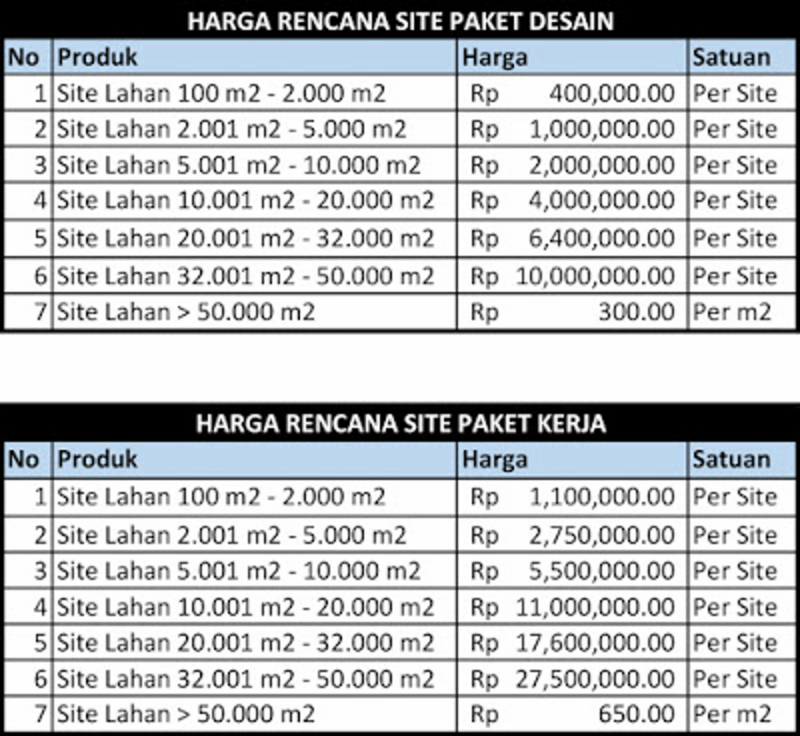 HARGA RENCANA SITE PAKET DESAIN
No Produk Harga Satuan
1 Site Lahan 100 m2 - 2.000 m2 Rp 400,000.00 Per Site
2 Site Lahan 2.001 m2 - 5.000 m2 Rp 1,000,000.00 Per Site
3 Site Lahan 5.001 m2 - 10.000 m2 Rp 2,000,000.00 Per Site
4 Site Lahan 10.001 m2 - 20.000 m2 Rp 4,000,000.00 Per Site
5 Site Lahan 20.001 m2 - 32.000 m2 Rp 6,400,000.00 Per Site
6 Site Lahan 32.001 m2 - 50.000 m2 Rp 10,000,000.00 Per Site
7 Site Lahan > 50.000 m2 Rp 300.00 Per m2
HARGA RENCANA SITE PAKET KERJA
No Produk Harga Satuan
1 Site Lahan 100 m2 - 2.000 m2 Rp 1,100,000.00 Per Site
2 Site Lahan 2.001 m2 - 5.000 m2 Rp 2,750,000.00 Per Site
3 Site Lahan 5.001 m2 - 10.000 m2 Rp 5,500,000.00 Per Site
4 Site Lahan 10.001 m2 - 20.000 m2 Rp 11,000,000.00 Per Site
5 Site Lahan 20.001 m2 - 32.000 m2 Rp 17,600,000.00 Per Site
6 Site Lahan 32.001 m2 - 50.000 m2 Rp 27,500,000.00 Per Site
7 Site Lahan > 50.000 m2 Rp 650.00 Per m2